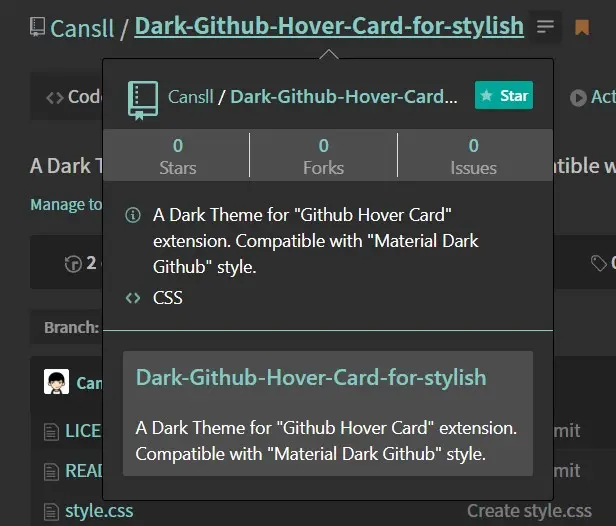 Cansll / Dark-Github-Hover-Card-for-stylish
Cansll / Dark-Github-Hover-Card... Star
0 0 0
Stars Forks Issues
A Dark Theme for "Github Hover Card"
extension. Compatible with "Material Dark
Github" style.
<> CSS
Dark-Github-Hover-Card-for-stylish
A Dark Theme for "Github Hover Card" extension.
Compatible with "Material Dark Github" style.
<> Cod
Act
A Dark T
tible w
Manage to
2
0
Branch:
Can
LICE
mit
READ
mit
style.css Create style.css